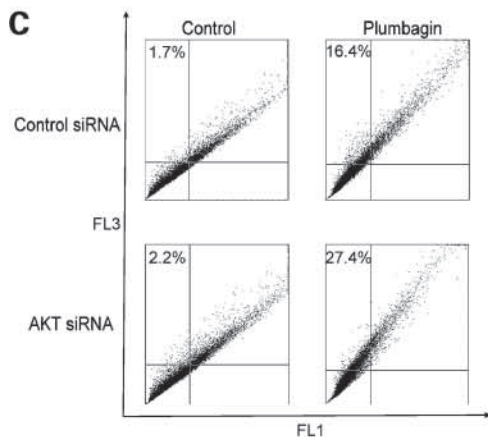 C
Control Plumbagin
1.7% 16.4%
Control siRNA
FL3
2.2% 27.4%
AKT siRNA
FL1